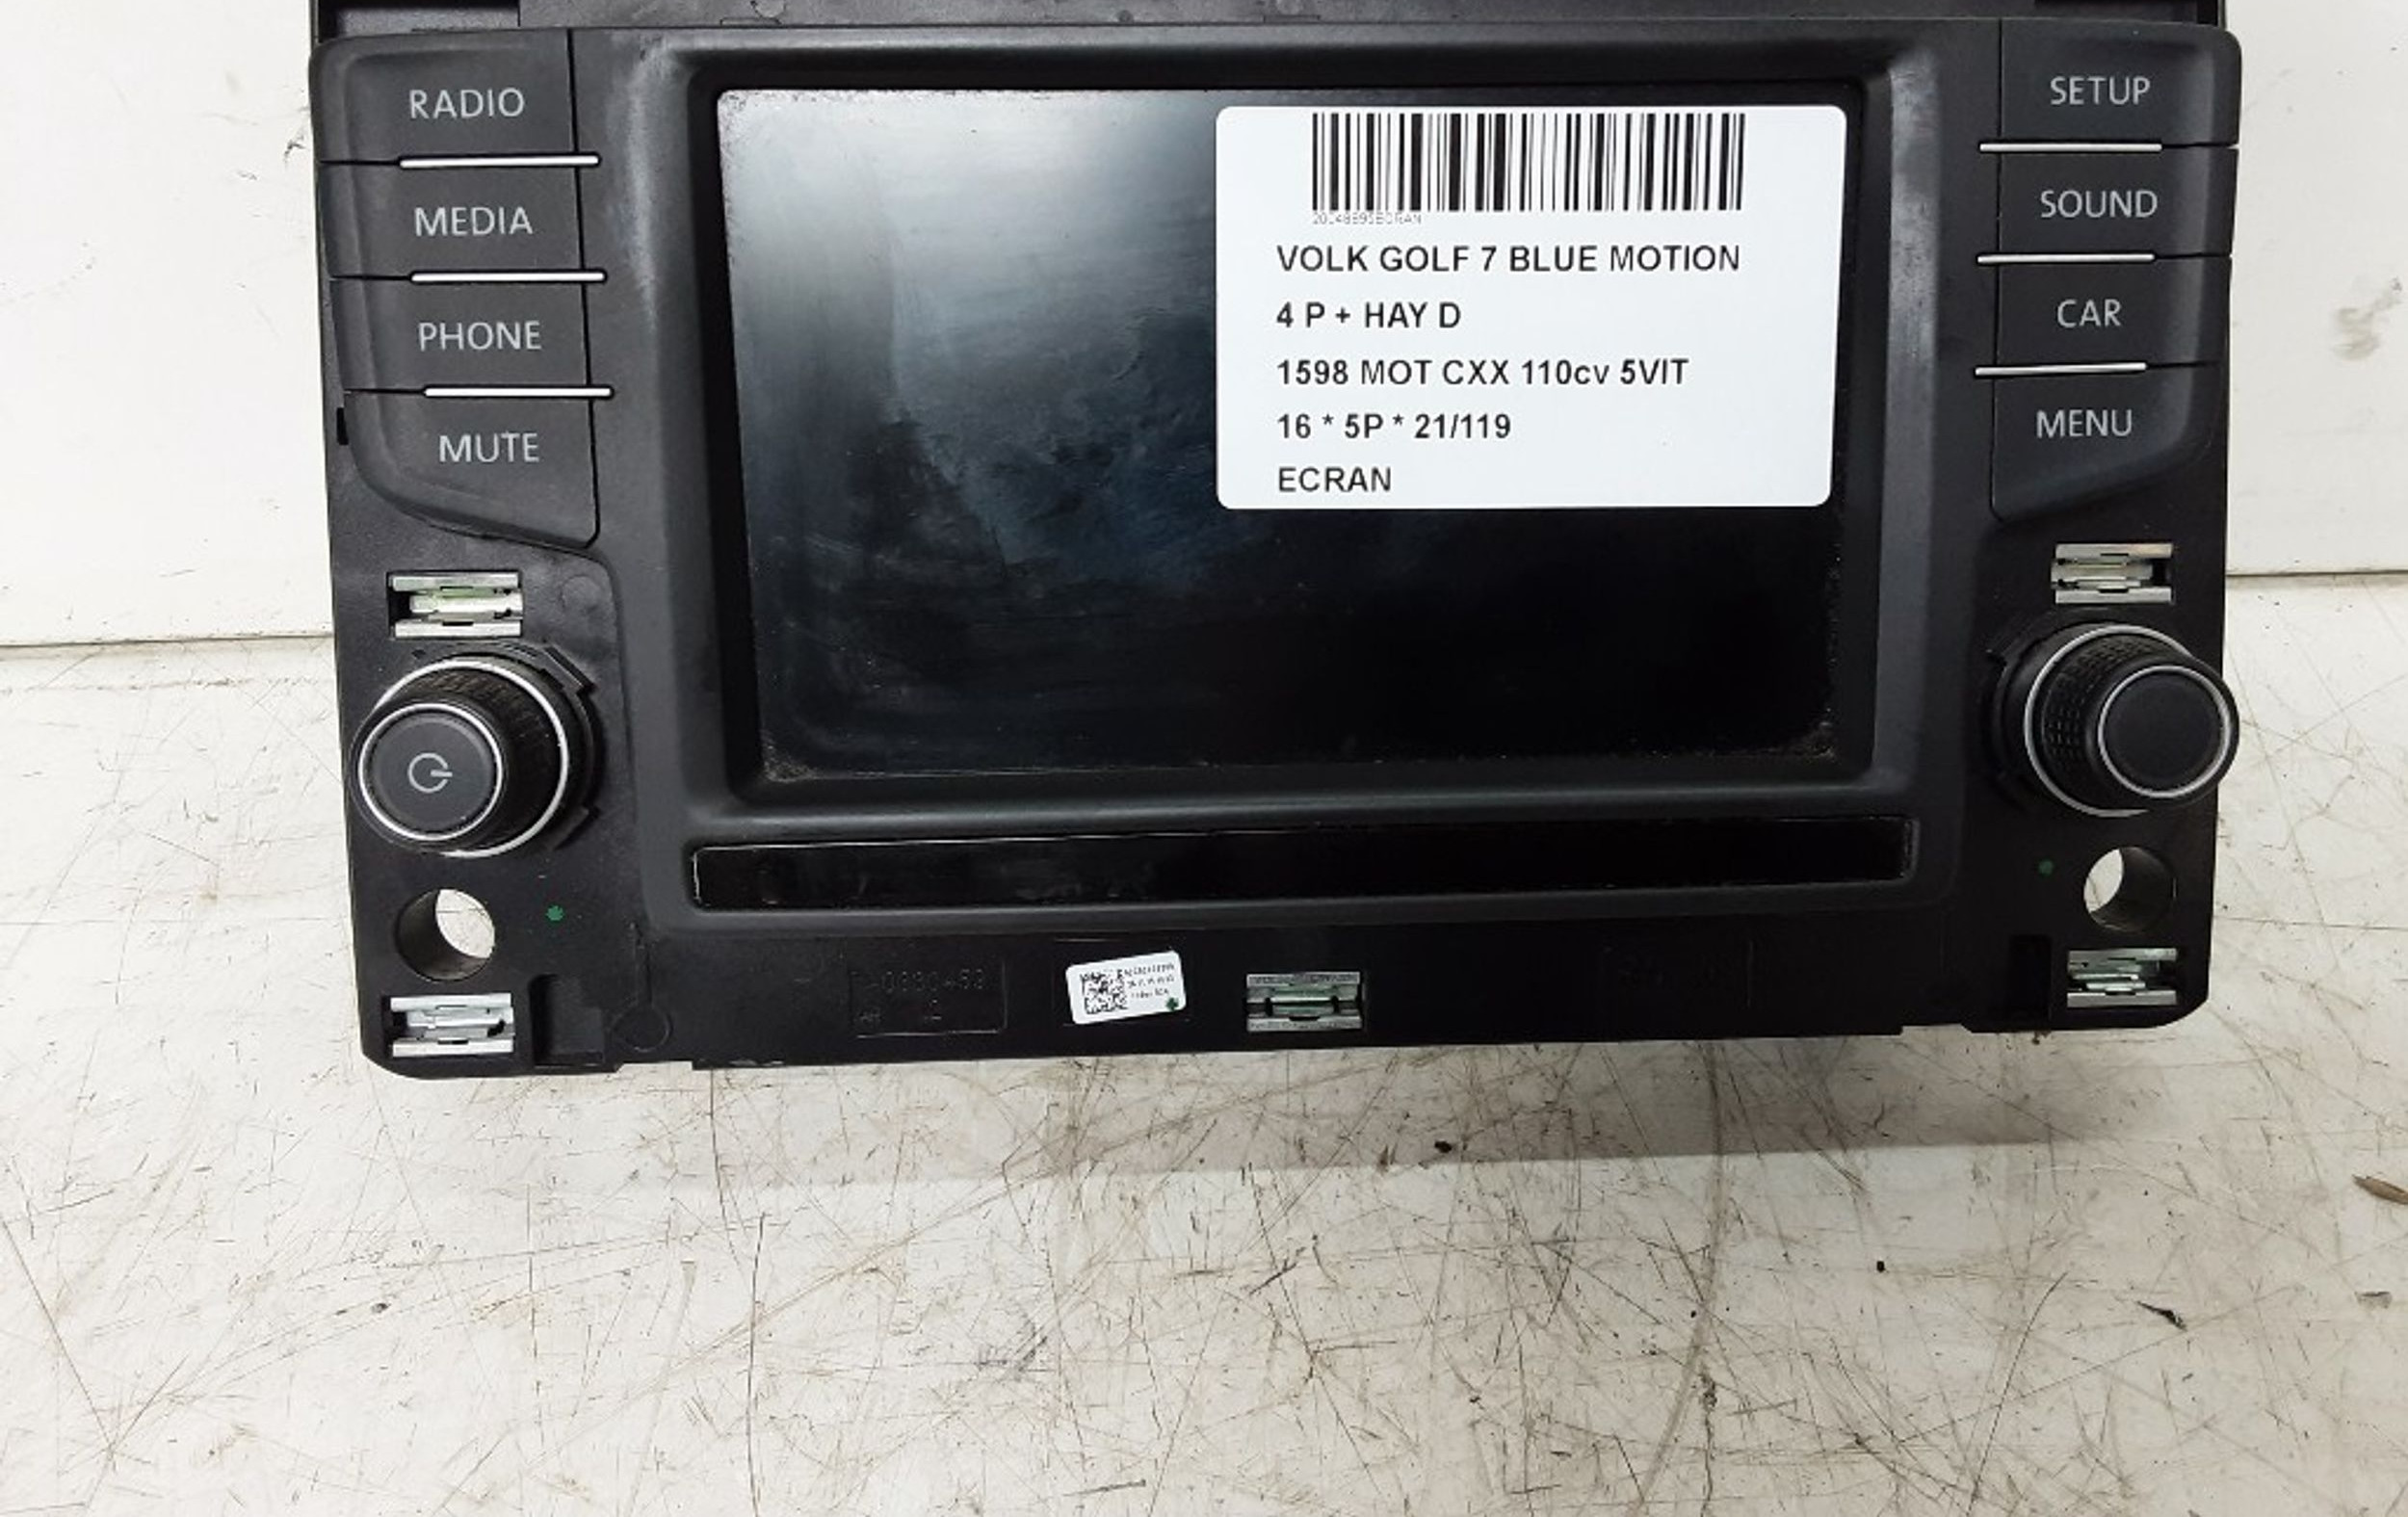 RADIO
MEDIA
PHONE
MUTE
VOLK GOLF 7 BLUE MOTION
4 P + HAY D
1598 MOT CXX 110cv 5VIT
16 * 5P * 21/119
ECRAN
SETUP
SOUND
CAR
MENU